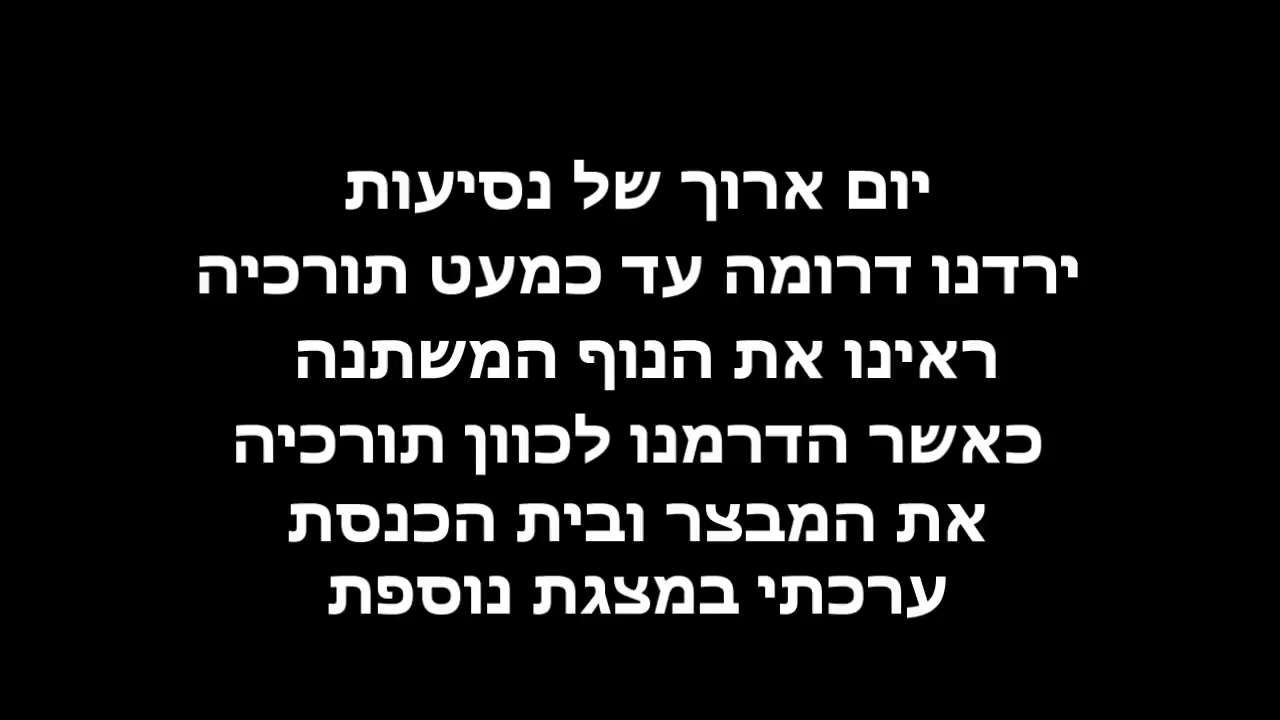 יום ארוך של נסיעות
ירדנו דרומה עד כמעט תורכיה
ראינו את הנוף המשתנה
כאשר הדרמנו לכוון תורכיה
את המבצר ובית הכנסת
ערכתי במצגת נוספת